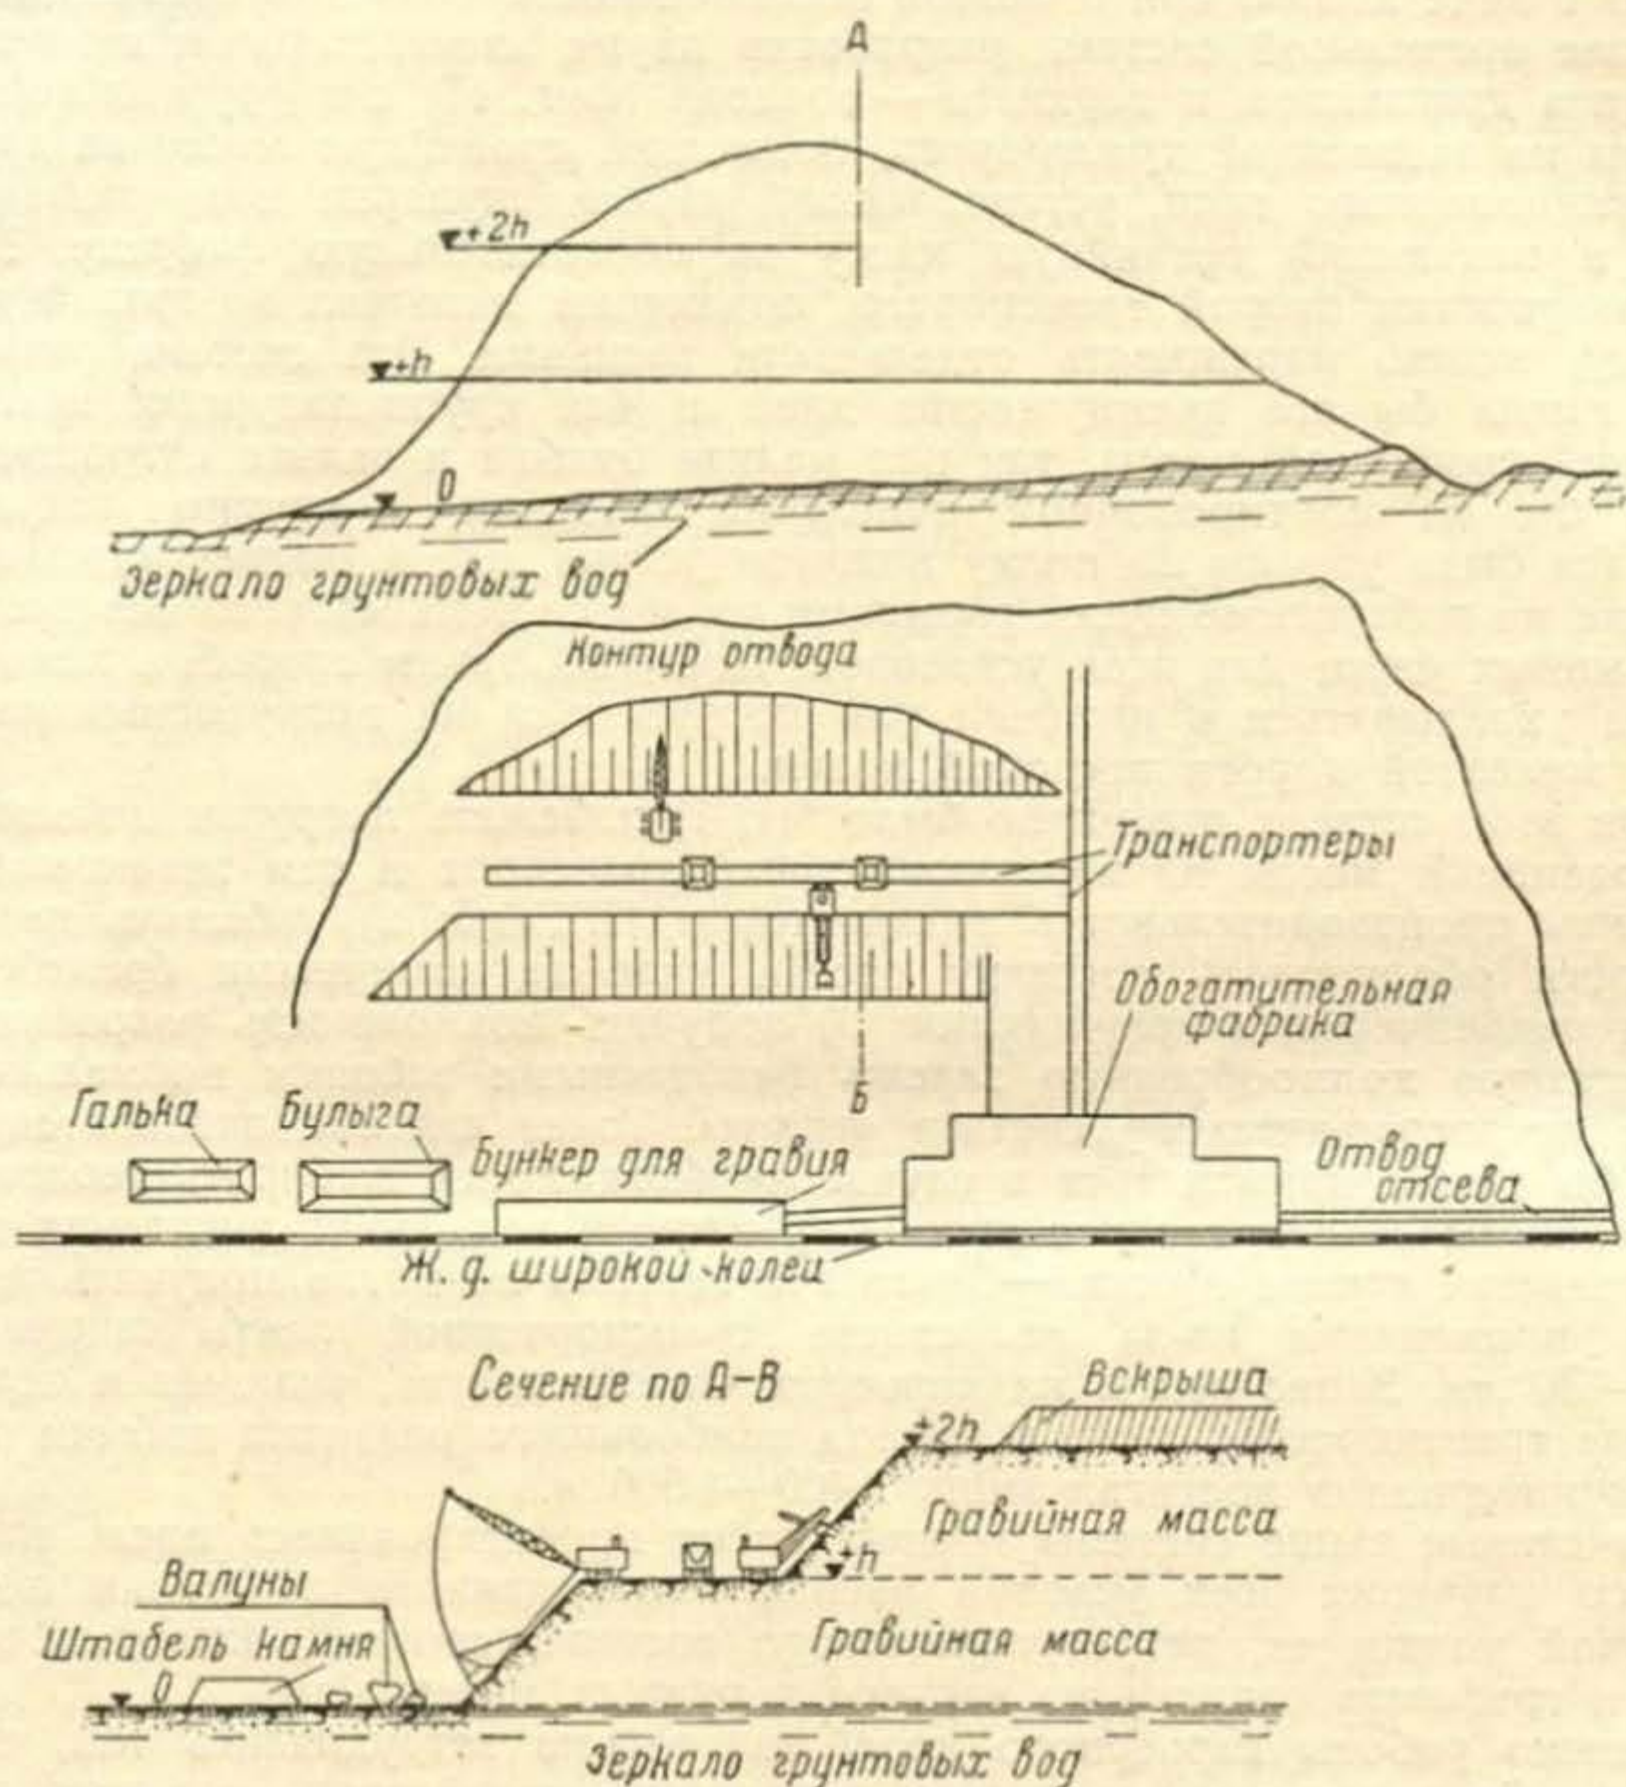 А
+2h
+h
0
Зеркало грунтовых вод
Контур отвода
Транспортеры
Обогатительная
фабрика
Б
Галька
Булыга
Бункер для гравия
Отвод
отсева
Ж. д. широкой колеи
Сечение по А-В
Вскрыша
+2h
Гравийная масса
+h
Валуны
Штабель камня
Гравийная масса
0
Зеркало грунтовых вод